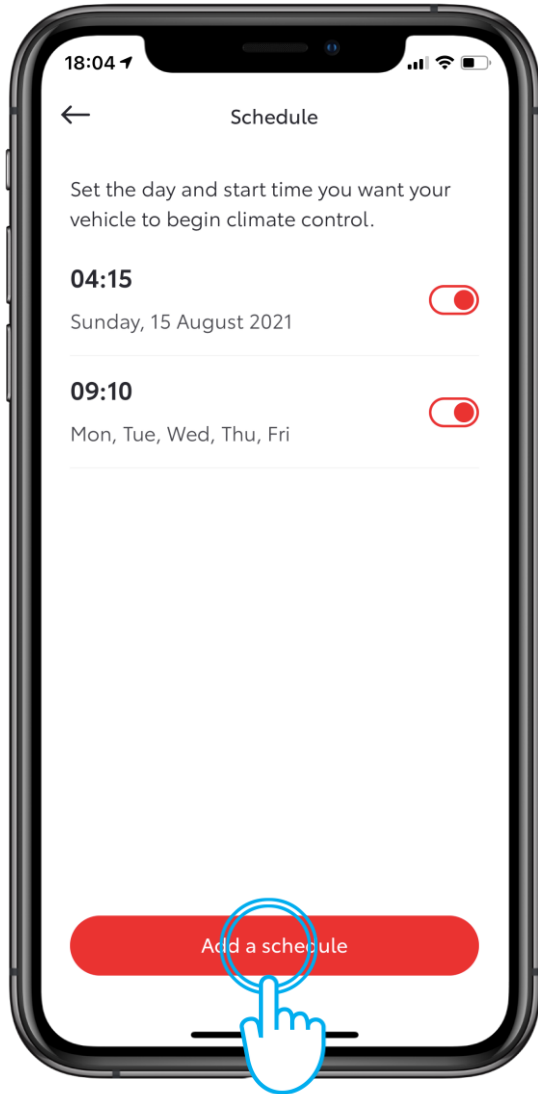 18:04
Schedule
Set the day and start time you want your
vehicle to begin climate control.
04:15
Sunday, 15 August 2021
09:10
Mon, Tue, Wed, Thu, Fri
Add a schedule